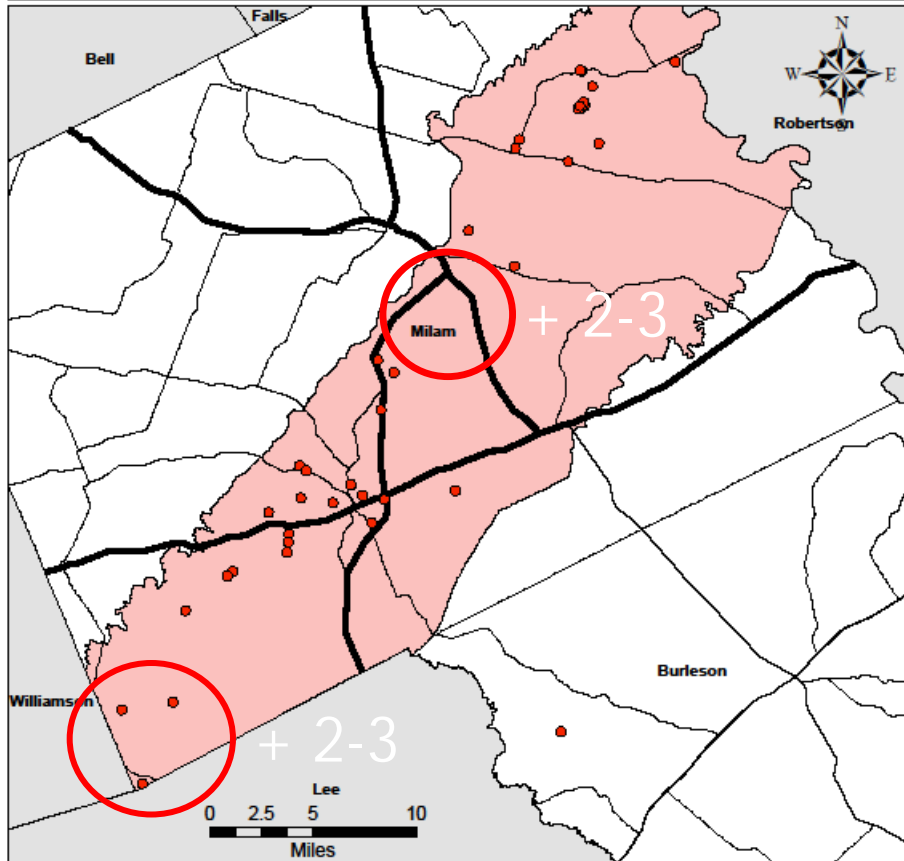 Falls
Bell
N
W E
S
Robertson
+ 2-3
Milam
Burleson
Williamson
+ 2-3
Lee
0 2.5 5 10
Miles